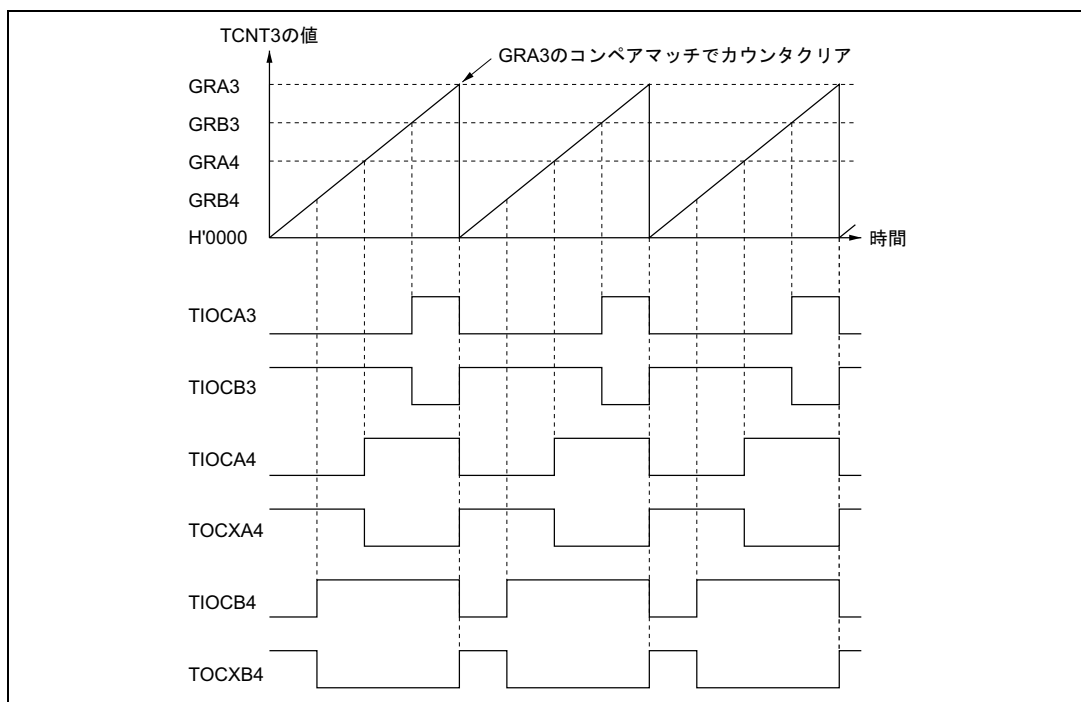 TCNT3の値
GRA3のコンペアマッチでカウンタクリア
GRA3
GRB3
GRA4
GRB4
H'0000
時間
TIOCA3
TIOCB3
TIOCA4
TOCXA4
TIOCB4
TOCXB4